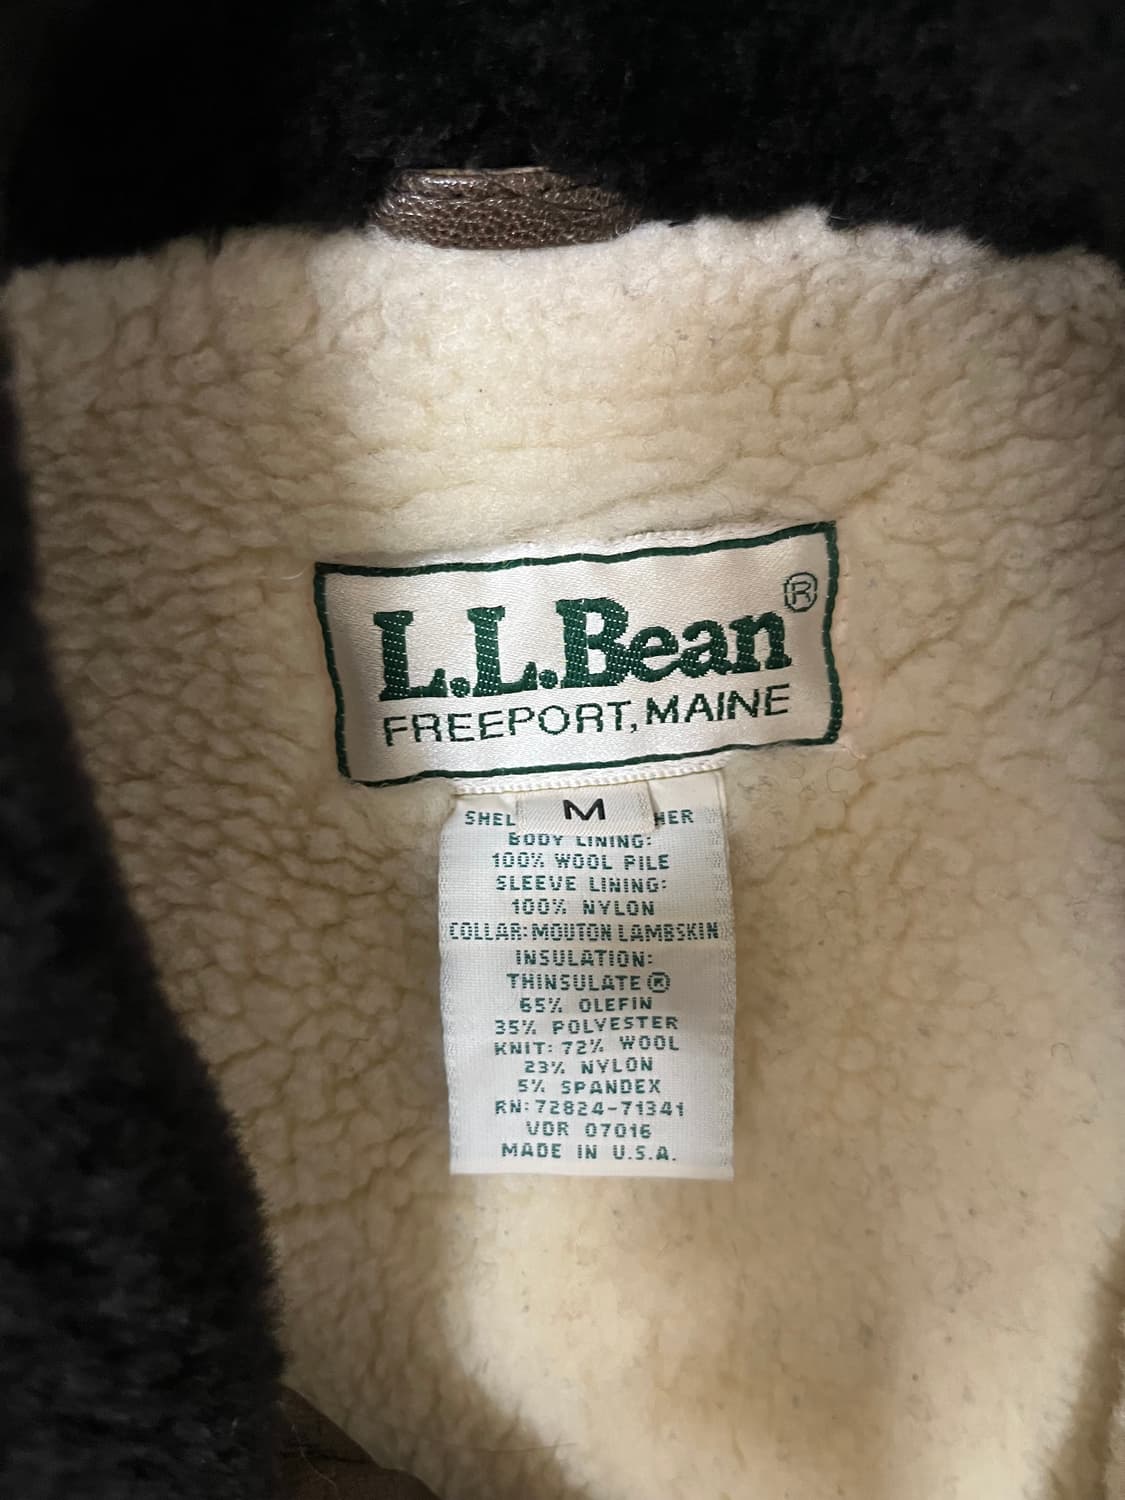 L.L.Bean®
FREEPORT, MAINE
M
BODY LINING:
100% WOOL PILE
SLEEVE LINING:
100% NYLON
COLLAR: MOUTON LAMBSKIN
INSULATION:
THINSULATE®
65% OLEFIN
35% POLYESTER
KNIT: 72% WOOL
23% NYLON
5% SPANDEX
RN: 72824-71341
VDR 07016
MADE IN U.S.A.